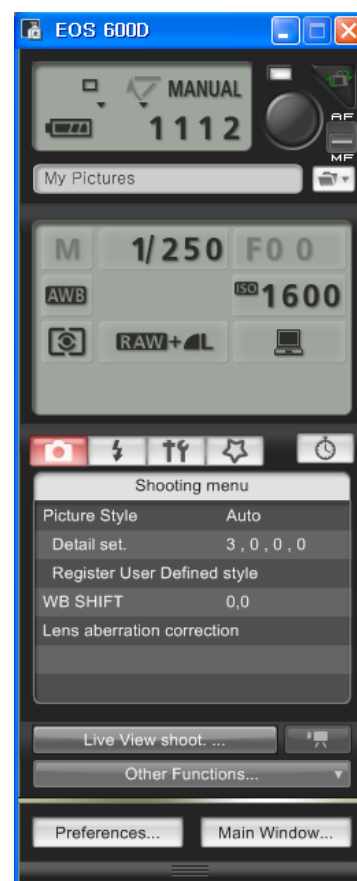 EOS 600D
MANUAL
1112
AF
MF
My Pictures
M 1/250 F0 0
AWB ISO 1600
RAW+L
Shooting menu
Picture Style Auto
Detail set. 3 , 0 , 0 , 0
Register User Defined style
WB SHIFT 0,0
Lens aberration correction
Live View shoot. ...
Other Functions...
Preferences... Main Window...